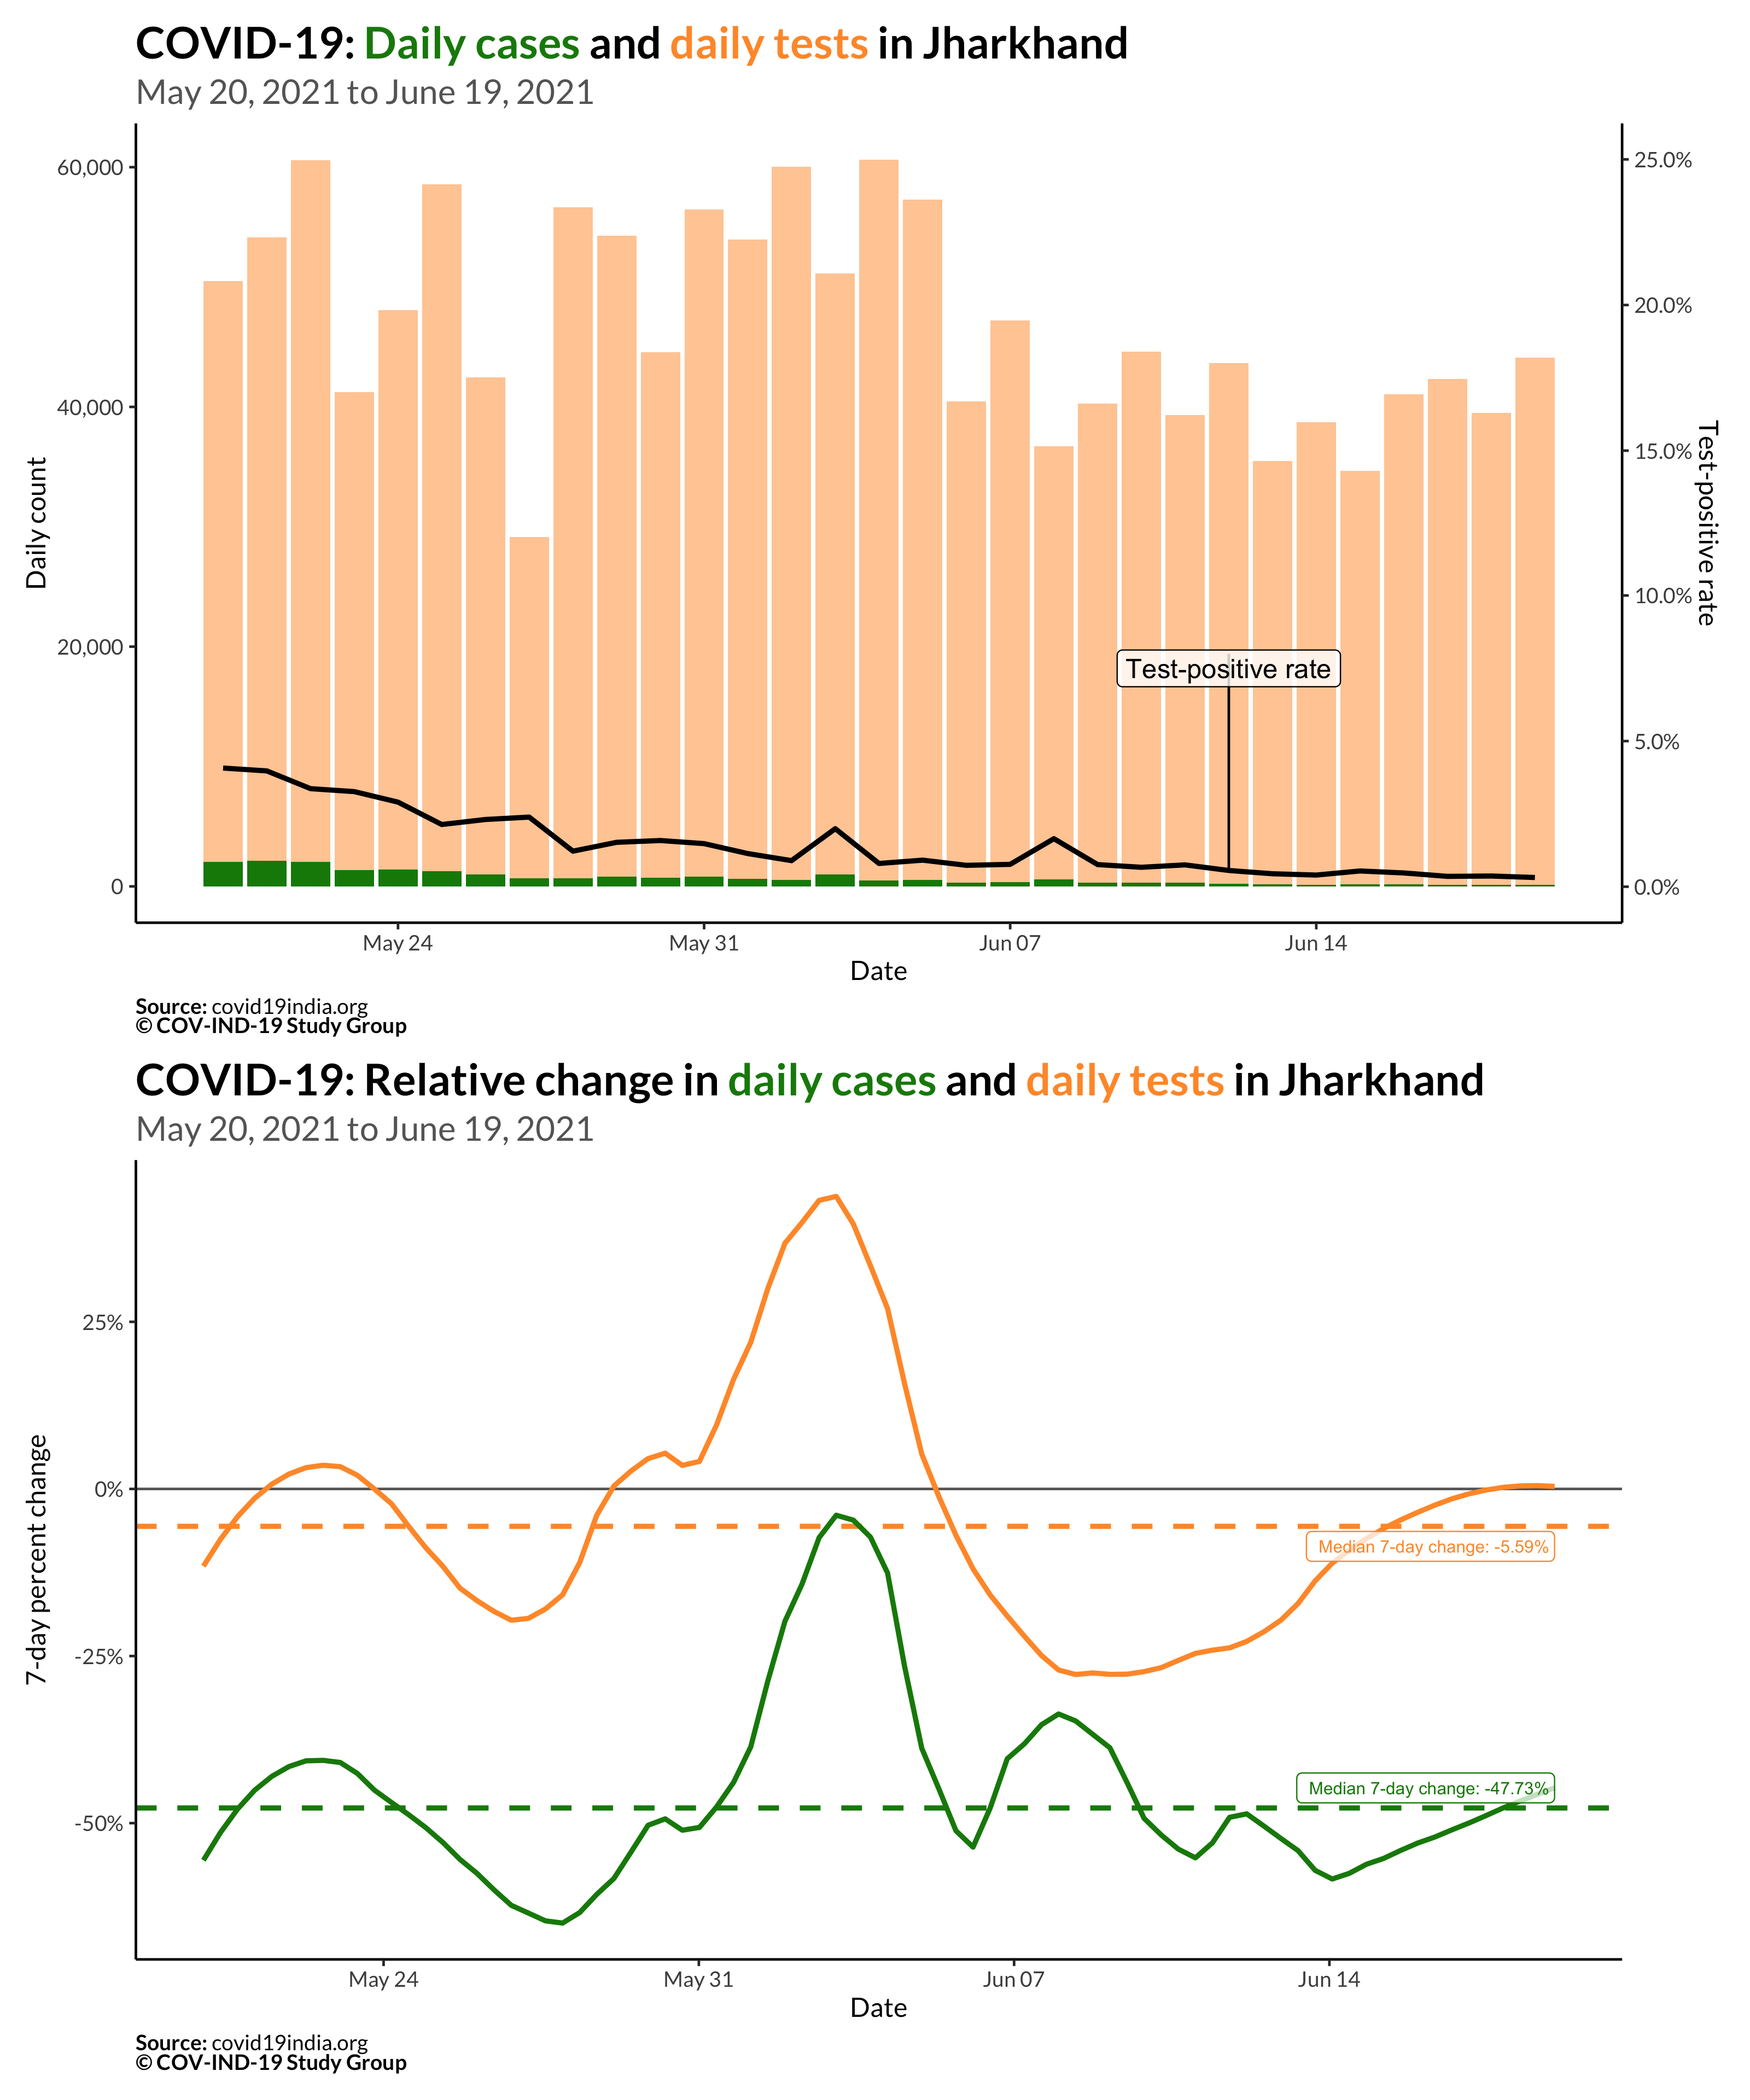 COVID-19: Daily cases and daily tests in Jharkhand
May 20, 2021 to June 19, 2021
60,000
40,000
20,000
0
Daily count
25.0%
20.0%
15.0%
10.0%
5.0%
0.0%
Test-positive rate
Test-positive rate
May 24
May 31
Jun 07
Jun 14
Date
Source: covid19india.org
© COV-IND-19 Study Group
COVID-19: Relative change in daily cases and daily tests in Jharkhand
May 20, 2021 to June 19, 2021
25%
0%
-25%
-50%
7-day percent change
Median 7-day change: -5.59%
Median 7-day change: -47.73%
May 24
May 31
Jun 07
Jun 14
Date
Source: covid19india.org
© COV-IND-19 Study Group